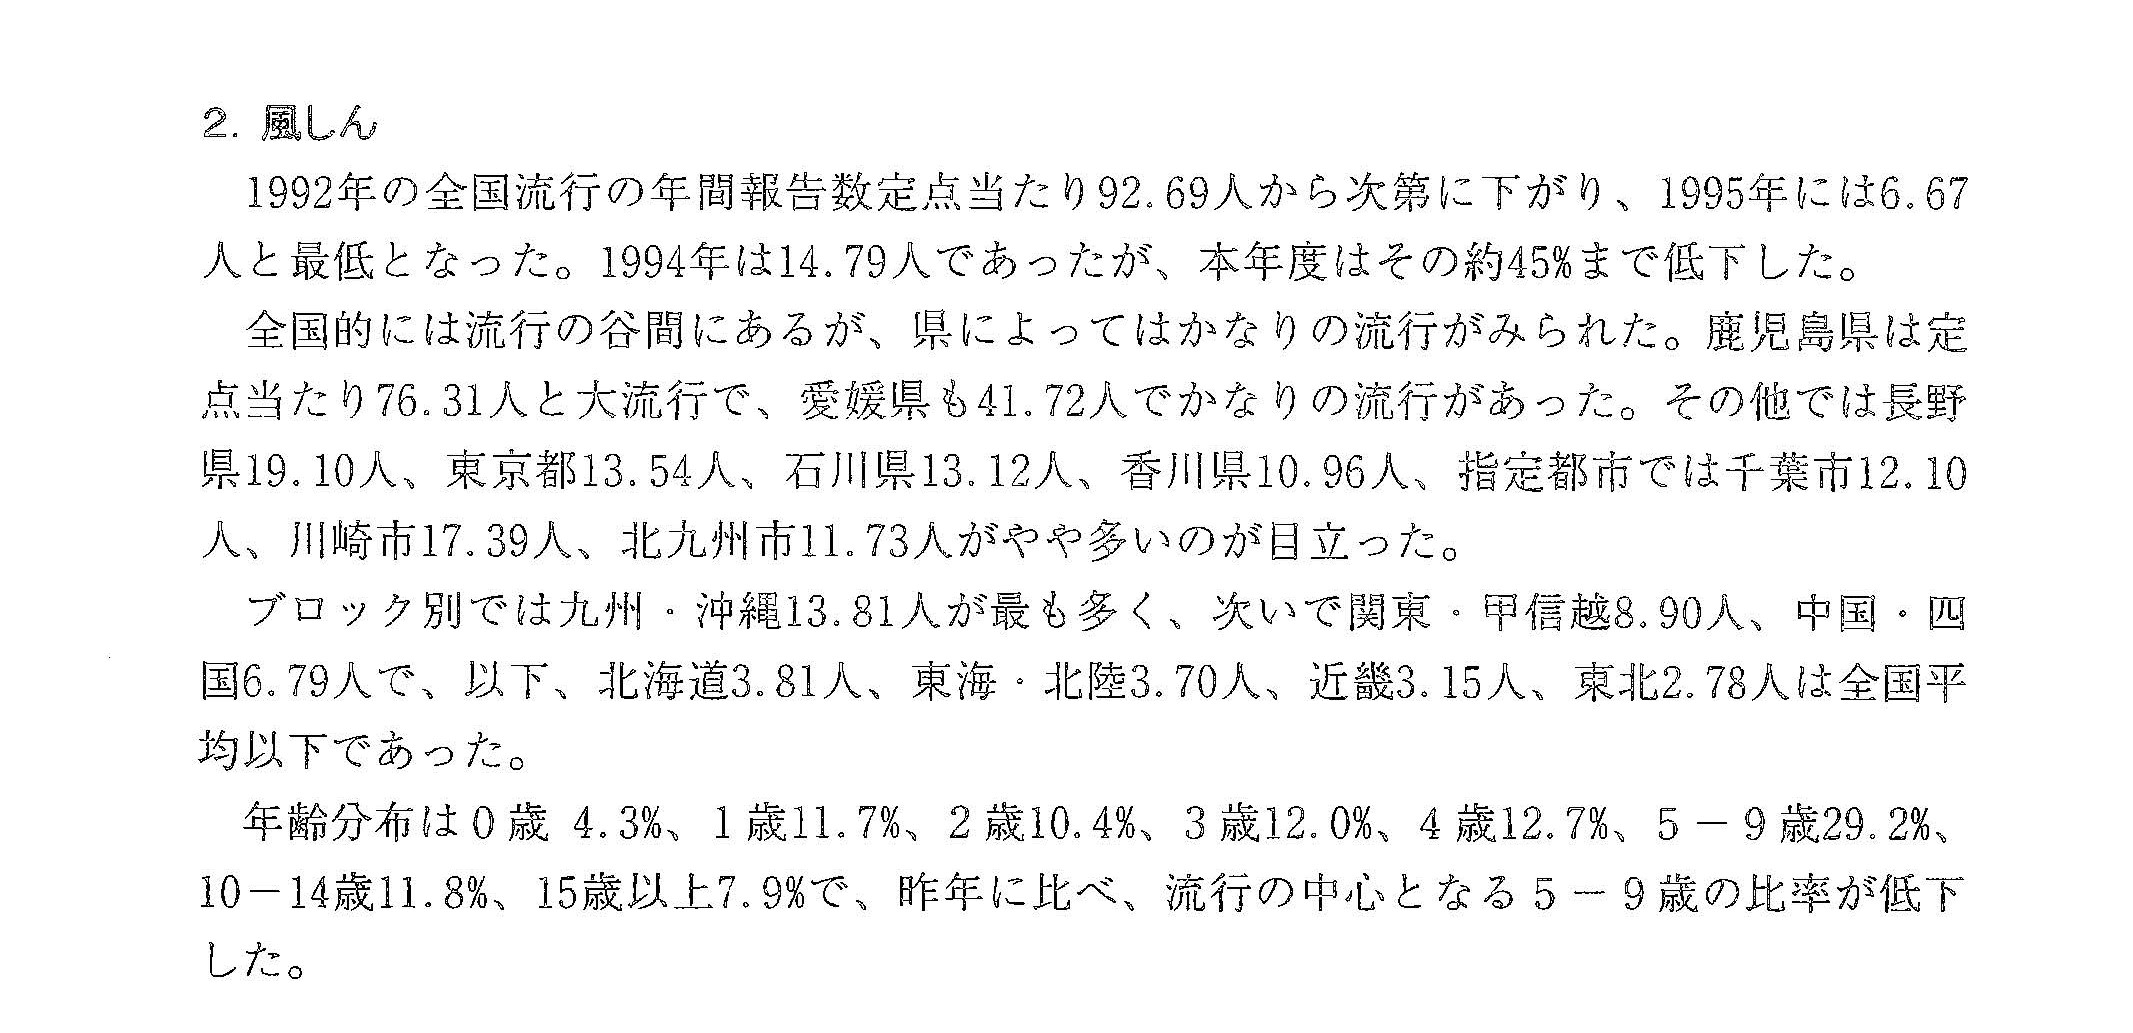 2. 風しん
1992年の全国流行の年間報告数定点当たり92.69人から次第に下がり、1995年には6.67
人と最低となった。1994年は14.79人であったが、本年度はその約45%まで低下した。
全国的には流行の谷間にあるが、県によってはかなりの流行がみられた。鹿児島県は定
点当たり76.31人と大流行で、愛媛県も41.72人でかなりの流行があった。その他では長野
県19.10人、東京都13.54人、石川県13.12人、香川県10.96人、指定都市では千葉市12.10
人、川崎市17.39人、北九州市11.73人がやや多いのが目立った。
ブロック別では九州・沖縄13.81人が最も多く、次いで関東・甲信越8.90人、中国・四
国6.79人で、以下、北海道3.81人、東海・北陸3.70人、近畿3.15人、東北2.78人は全国平
均以下であった。
年齢分布は0歳 4.3%、1歳11.7%、2歳10.4%、3歳12.0%、4歳12.7%、5－9歳29.2%、
10－14歳11.8%、15歳以上7.9%で、昨年に比べ、流行の中心となる5－9歳の比率が低下
した。